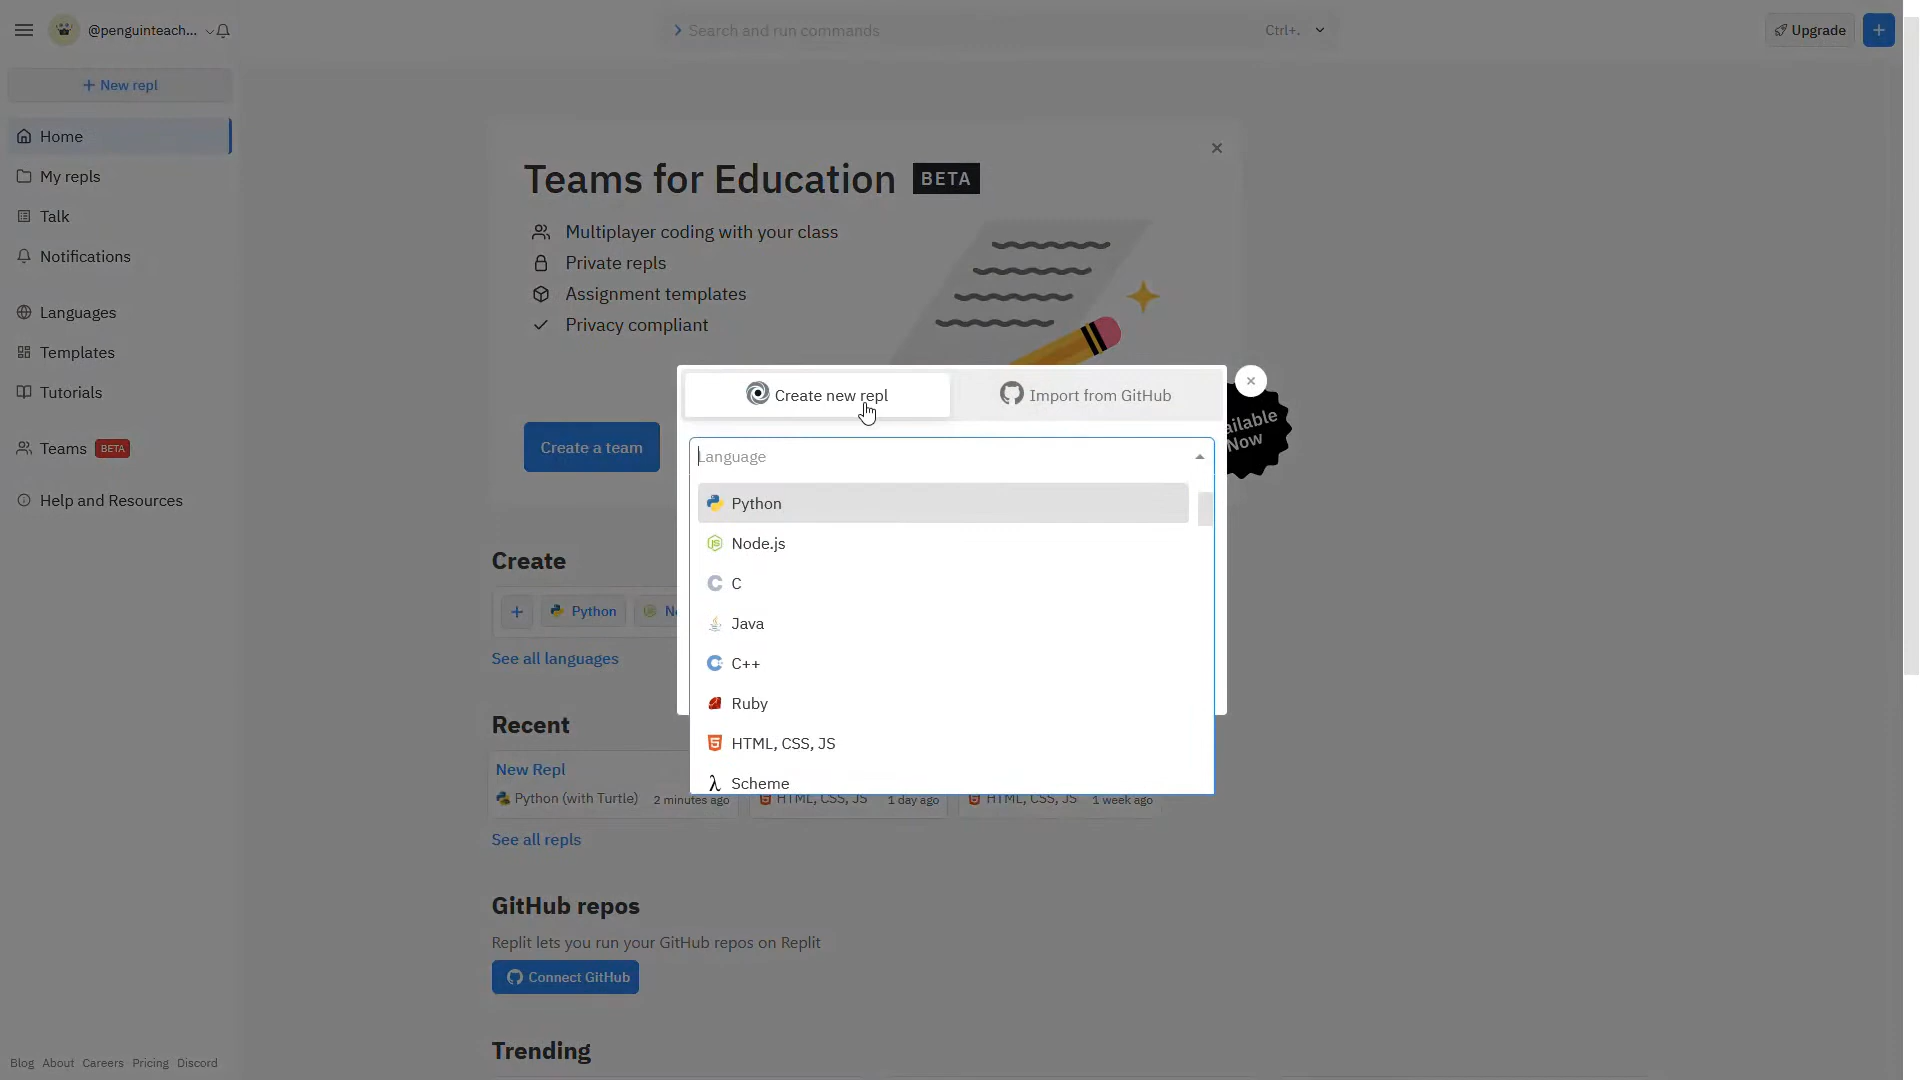 @penguinteach...
Search and run commands
Ctrl+.
Upgrade
New repl
Home
My repls
Talk
Notifications
Languages
Templates
Tutorials
Teams BETA
Help and Resources
Blog About Careers Pricing Discord
Teams for Education BETA
Multiplayer coding with your class
Private repls
Assignment templates
Privacy compliant
Create a team
Now
Create new repl
Import from GitHub
Language
Python
Node.js
C
Java
C++
Ruby
HTML, CSS, JS
Scheme
Create
Python
See all languages
Recent
New Repl
Python (with Turtle) 2 minutes ago
HTML, CSS, JS 1 day ago
HTML, CSS, JS 1 week ago
See all repls
GitHub repos
Replit lets you run your GitHub repos on Replit
Connect GitHub
Trending